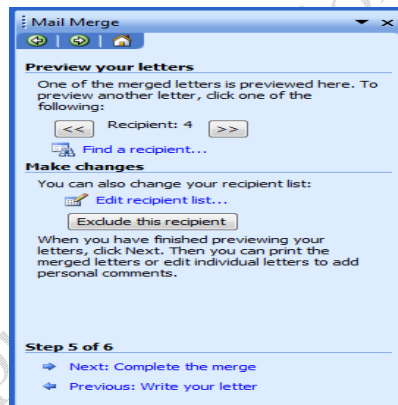 Mail Merge
Preview your letters
One of the merged letters is previewed here. To
preview another letter, click one of the
following:
<< Recipient: 4 >>
Find a recipient...
Make changes
You can also change your recipient list:
Edit recipient list...
Exclude this recipient
When you have finished previewing your
letters, click Next. Then you can print the
merged letters or edit individual letters to add
personal comments.
Step 5 of 6
Next: Complete the merge
Previous: Write your letter